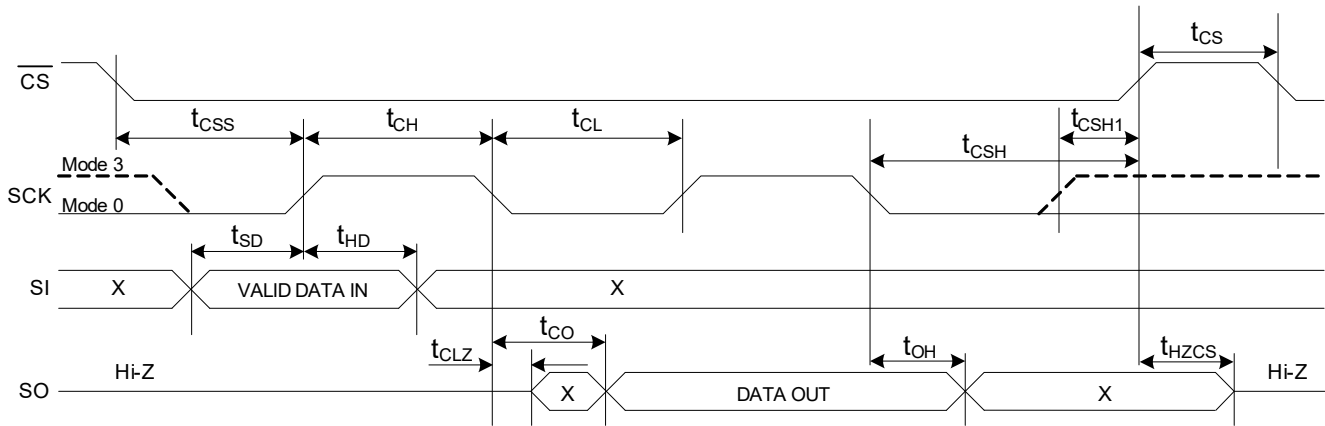 tCS
CS
tCSS
tCH
tCL
tCSH1
tCSH
Mode 3
SCK
Mode 0
tSD
tHD
SI
X
VALID DATA IN
X
tCO
tCLZ
tOH
tHZCS
SO
Hi-Z
X
DATA OUT
X
Hi-Z